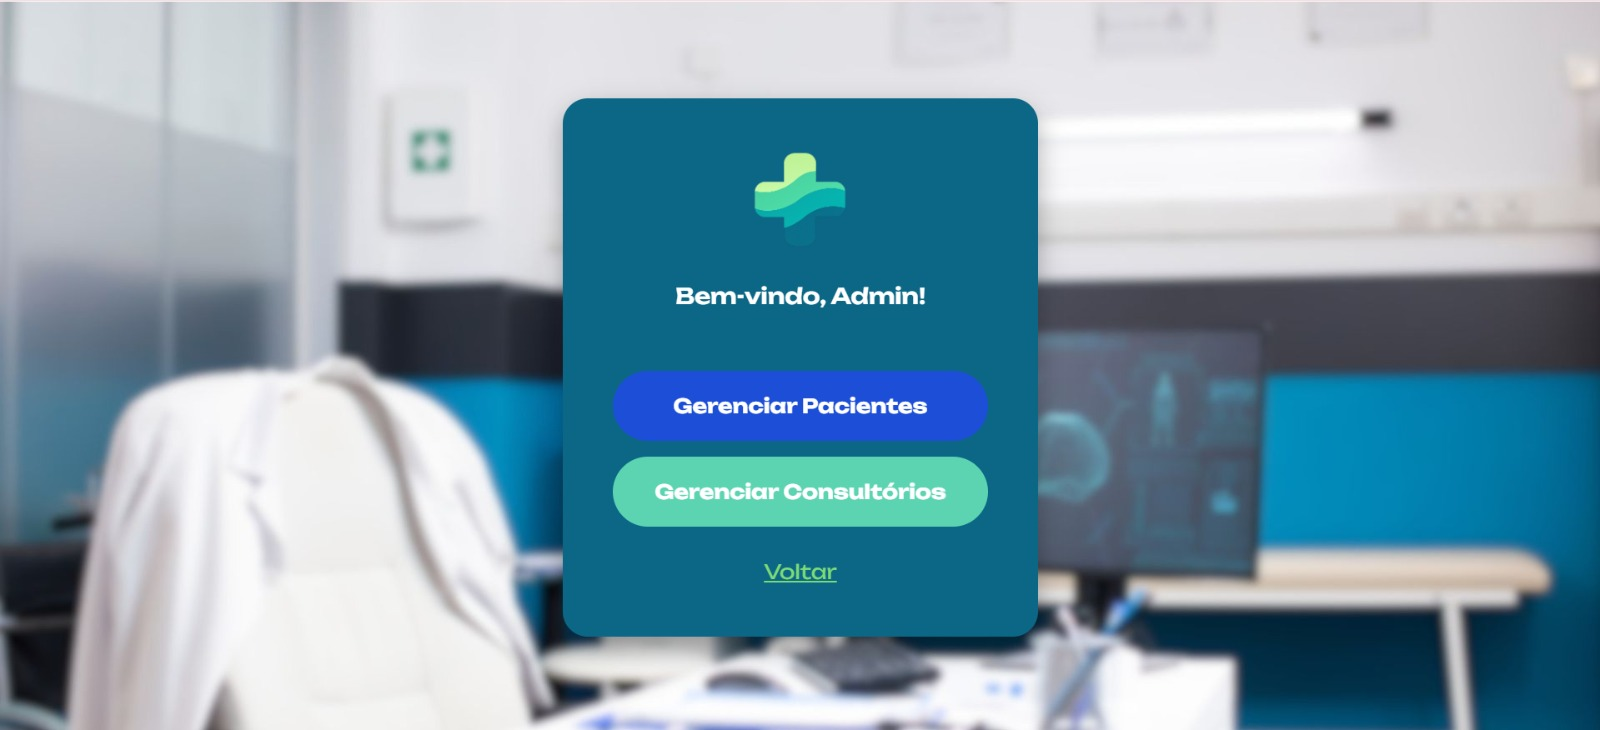 Bem-vindo, Admin!
Gerenciar Pacientes
Gerenciar Consultórios
Voltar